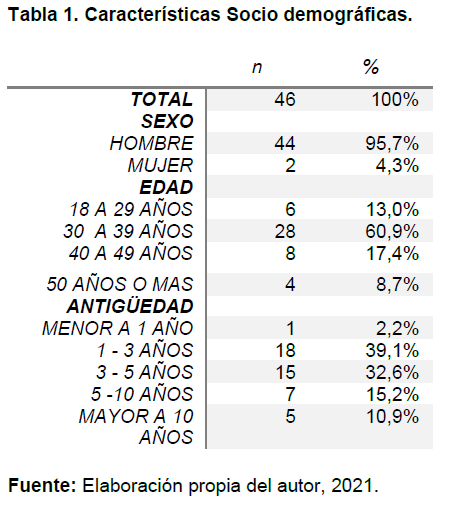 Tabla 1. Características Socio demográficas.
n %
TOTAL 46 100%
SEXO
HOMBRE 44 95,7%
MUJER 2 4,3%
EDAD
18 A 29 AÑOS 6 13,0%
30 A 39 AÑOS 28 60,9%
40 A 49 AÑOS 8 17,4%
50 AÑOS O MAS 4 8,7%
ANTIGÜEDAD
MENOR A 1 AÑO 1 2,2%
1 - 3 AÑOS 18 39,1%
3 - 5 AÑOS 15 32,6%
5 -10 AÑOS 7 15,2%
MAYOR A 10 5 10,9%
AÑOS
Fuente: Elaboración propia del autor, 2021.